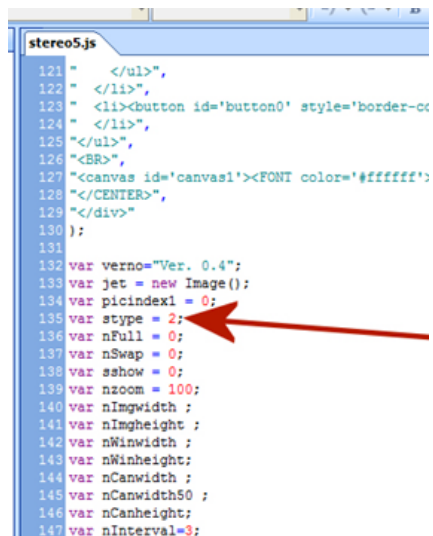 B
stereo5.js
121 "    </ul>",
122 "  </li>",
123 "  <li><button id='button0' style='border-co
124 "  </li>",
125 "</ul>",
126 "<BR>",
127 "<canvas id='canvas1'><FONT color='#ffffff'>
128 "</CENTER>",
129 "</div>"
130 );
131
132 var verno="Ver. 0.4";
133 var jet = new Image();
134 var picindex1 = 0;
135 var stype = 2;
136 var nFull = 0;
137 var nSwap = 0;
138 var sshow = 0;
139 var nzoom = 100;
140 var nImgwidth ;
141 var nImgheight ;
142 var nWinwidth ;
143 var nWinheight;
144 var nCanwidth ;
145 var nCanwidth50 ;
146 var nCanheight;
147 var nInterval=3;